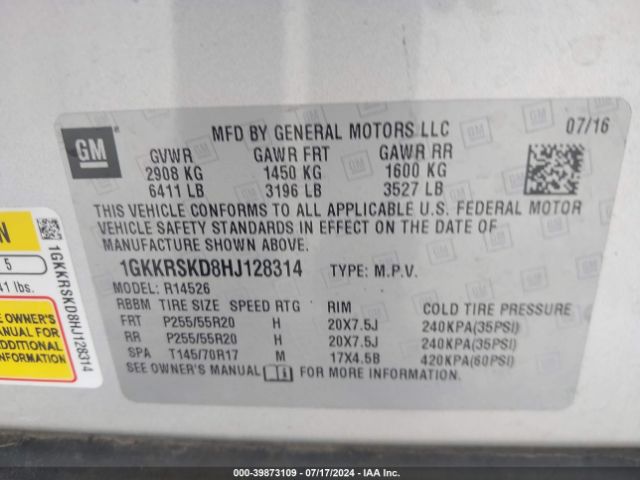 GM
MFD BY GENERAL MOTORS LLC 07/16
GVWR GAWR FRT GAWR RR
2908 KG 1450 KG 1600 KG
6411 LB 3196 LB 3527 LB
THIS VEHICLE CONFORMS TO ALL APPLICABLE U.S. FEDERAL MOTOR
VEHICLE SAFETY STANDARDS IN EFFECT ON THE DATE OF
MANUFACTURE SHOWN ABOVE.
1GKKRSKD8HJ128314 TYPE: M.P.V.
MODEL: R14526
RBBM TIRE SIZE SPEED RTG RIM COLD TIRE PRESSURE
FRT P255/55R20 H 20X7.5J 240KPA(35PSI)
RR P255/55R20 H 20X7.5J 240KPA(35PSI)
SPA T145/70R17 M 17X4.5B 420KPA(60PSI)
SEE OWNER'S MANUAL FOR MORE INFORMATION.
N
5
1 lbs.
OWNER'S
MANUAL FOR
ADDITIONAL
INFORMATION
1GKKRSKD8HJ128314
OWNER: STOCK# - 39873109 - 07/17/2024 - IAA Inc.